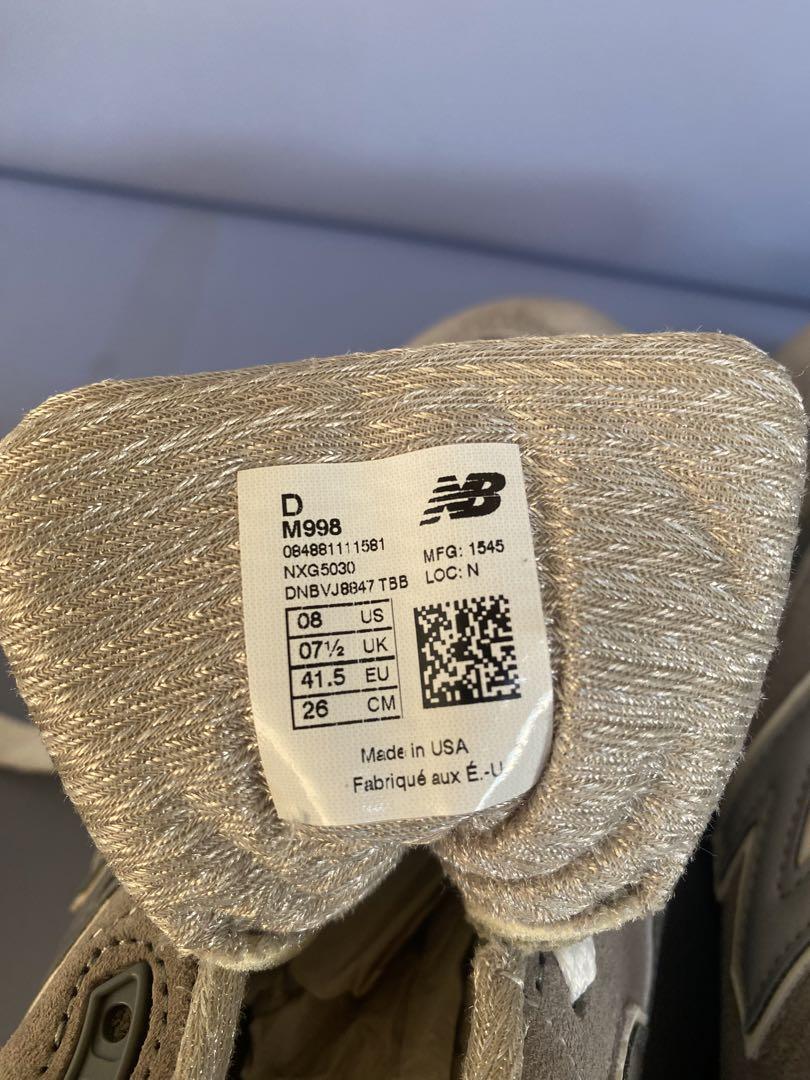 D
M998
084881111581
NXG5030
DNBVJ8847 TBB
NB
MFG: 1545
LOC: N
08 US
07½ UK
41.5 EU
26 CM
Made in USA
Fabriqué aux É.-U